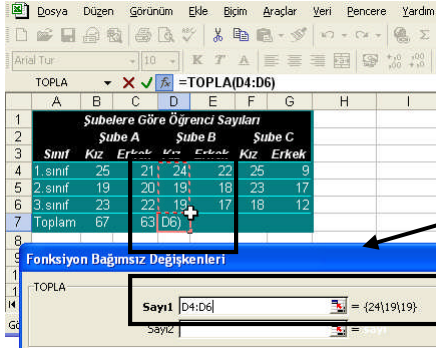 Dosya Düzen Görünüm Ekle Biçim Araçlar Veri Pencere Yardım
Arial Tur 10 K T A
TOPLA =TOPLA(D4:D6)
A B C D E F G H I
1 Şubelere Göre Öğrenci Sayıları
2 Şube A Şube B Şube C
3 Sınıf Kız Erkek Kız Erkek Kız Erkek
4 1.sınıf 25 21 24 22 25 9
5 2.sınıf 19 20 19 18 23 17
6 3.sınıf 23 22 19 17 18 12
7 Toplam 67 63 D6)
8
Fonksiyon Bağımsız Değişkenleri
TOPLA
Sayı1 D4:D6 = {24\19\19}
Sayı2 =